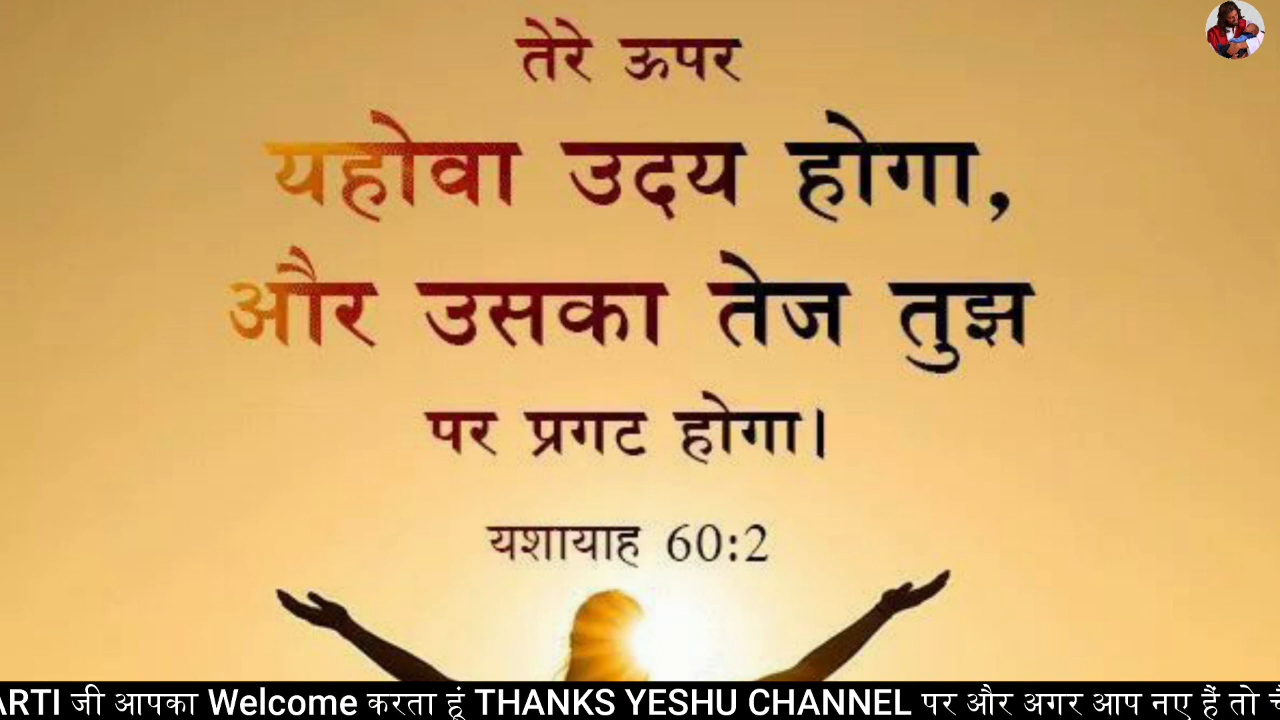 तेरे ऊपर
यहोवा उदय होगा,
और उसका तेज तुझ
पर प्रगट होगा।
यशायाह 60:2
ARTI जी आपका Welcome करता हूं THANKS YESHU CHANNEL पर और अगर आप नए हैं तो